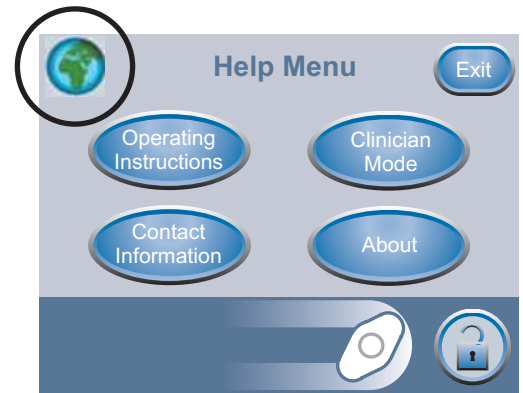 Help Menu
Exit
Operating
Instructions
Clinician
Mode
Contact
Information
About